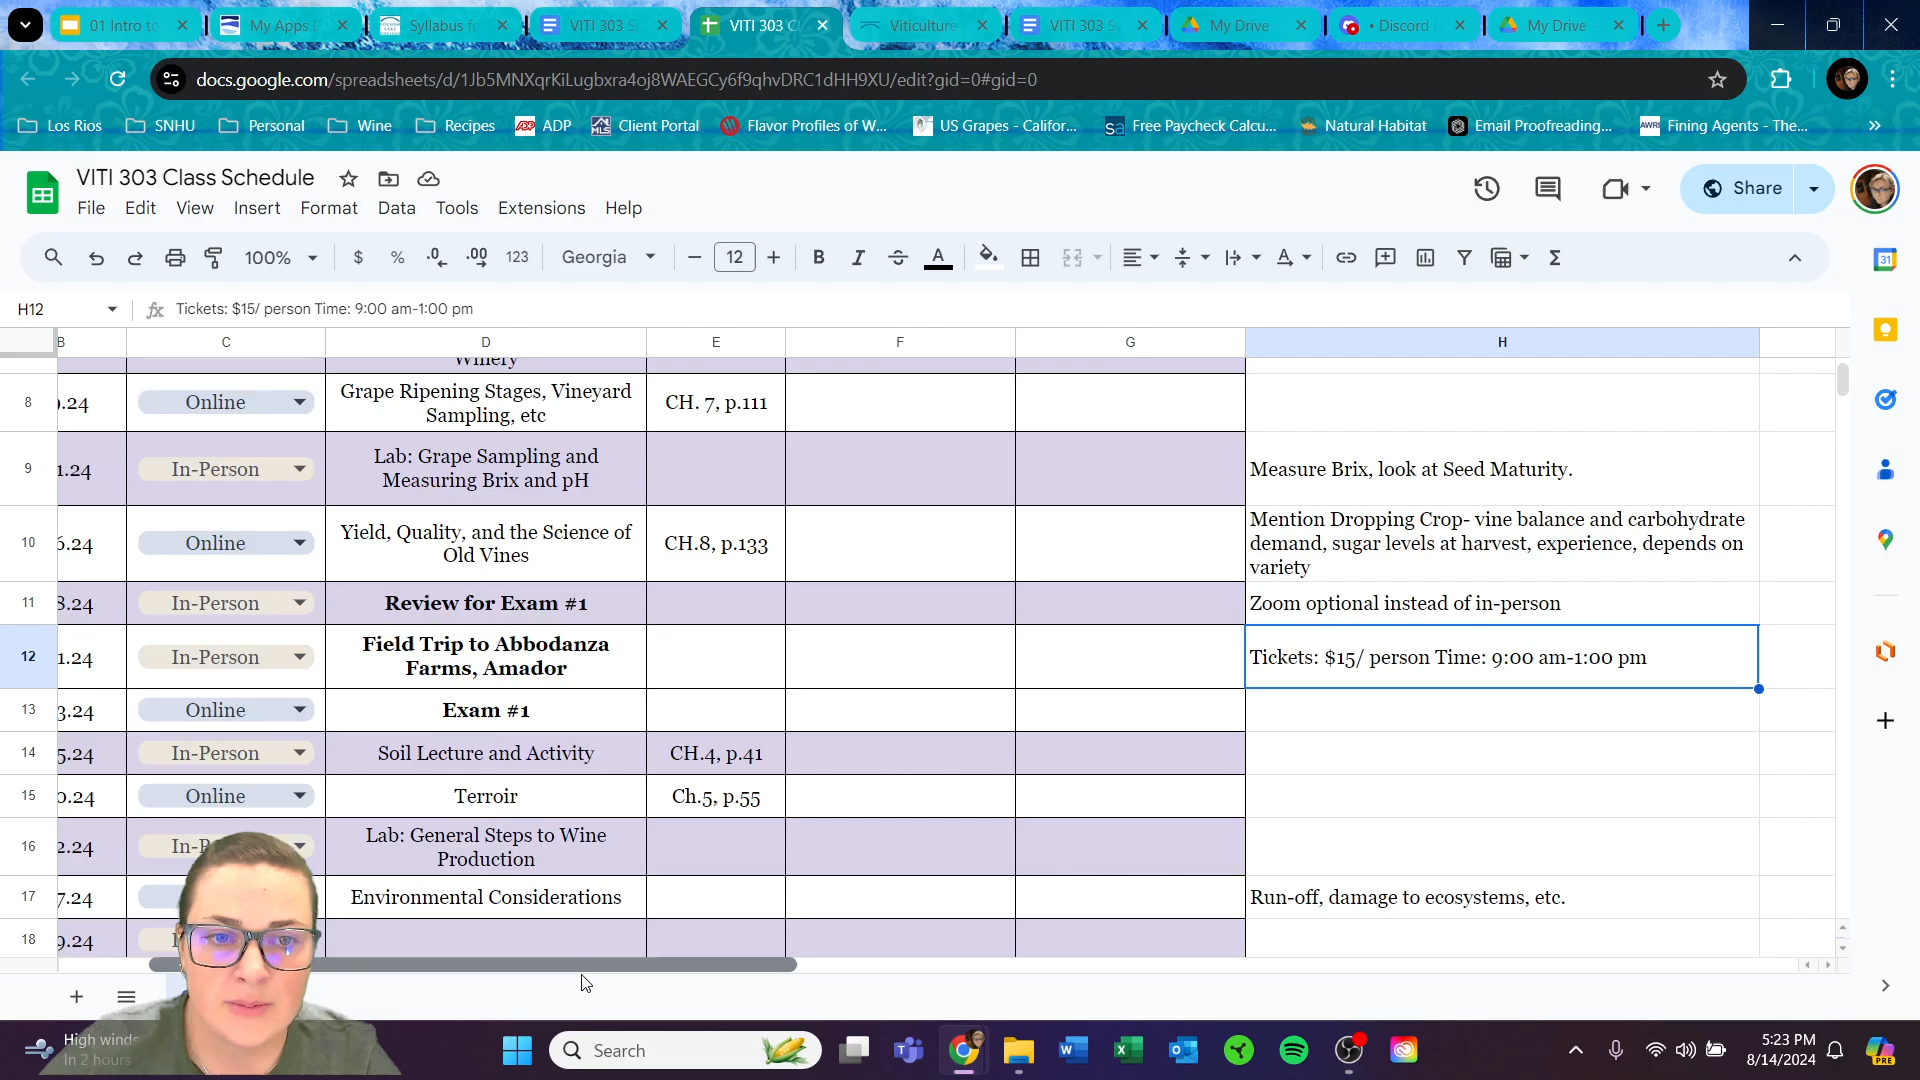 01 Intro to
My Apps D
Syllabus fo
VITI 303 Sy
VITI 303 Cl
Viticulture
VITI 303 Sy
My Drive
• Discord
My Drive
docs.google.com/spreadsheets/d/1Jb5MNXqrKiLugbxra4oj8WAEGCy6f9qhvDRC1dHH9XU/edit?gid=0#gid=0
Los Rios
SNHU
Personal
Wine
Recipes
ADP
Client Portal
Flavor Profiles of W...
US Grapes - Califor...
Free Paycheck Calcu...
Natural Habitat
Email Proofreading...
Fining Agents - The...
VITI 303 Class Schedule
Share
File Edit View Insert Format Data Tools Extensions Help
100% $ % .0 .00 123 Georgia 12 B I A
H12 Tickets: $15/ person Time: 9:00 am-1:00 pm
B C D E F G H
Winery
8 ).24 Online Grape Ripening Stages, Vineyard
Sampling, etc CH. 7, p.111
9 1.24 In-Person Lab: Grape Sampling and
Measuring Brix and pH Measure Brix, look at Seed Maturity.
10 6.24 Online Yield, Quality, and the Science of
Old Vines CH.8, p.133 Mention Dropping Crop- vine balance and carbohydrate
demand, sugar levels at harvest, experience, depends on
variety
11 8.24 In-Person Review for Exam #1 Zoom optional instead of in-person
12 1.24 In-Person Field Trip to Abbodanza
Farms, Amador Tickets: $15/ person Time: 9:00 am-1:00 pm
13 3.24 Online Exam #1
14 5.24 In-Person Soil Lecture and Activity CH.4, p.41
15 0.24 Online Terroir Ch.5, p.55
16 2.24 In-P Lab: General Steps to Wine
Production
17 7.24 Environmental Considerations Run-off, damage to ecosystems, etc.
18 9.24
High winds
In 2 hours
Search
5:23 PM
8/14/2024
PRE